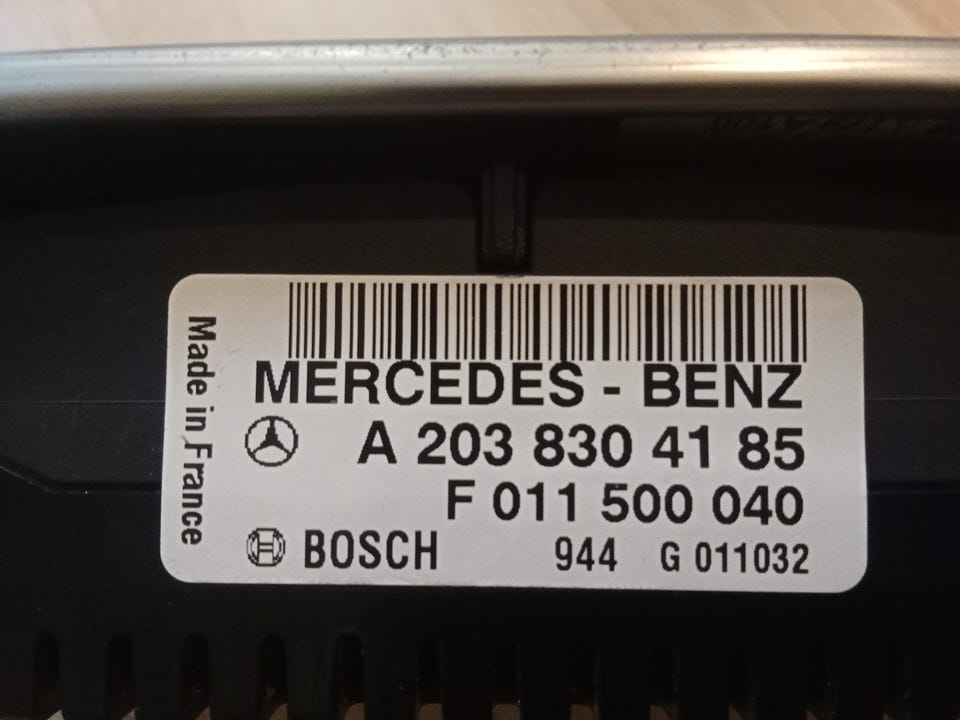 Made in France
MERCEDES - BENZ
A 203 830 41 85
F 011 500 040
BOSCH 944 G 011032